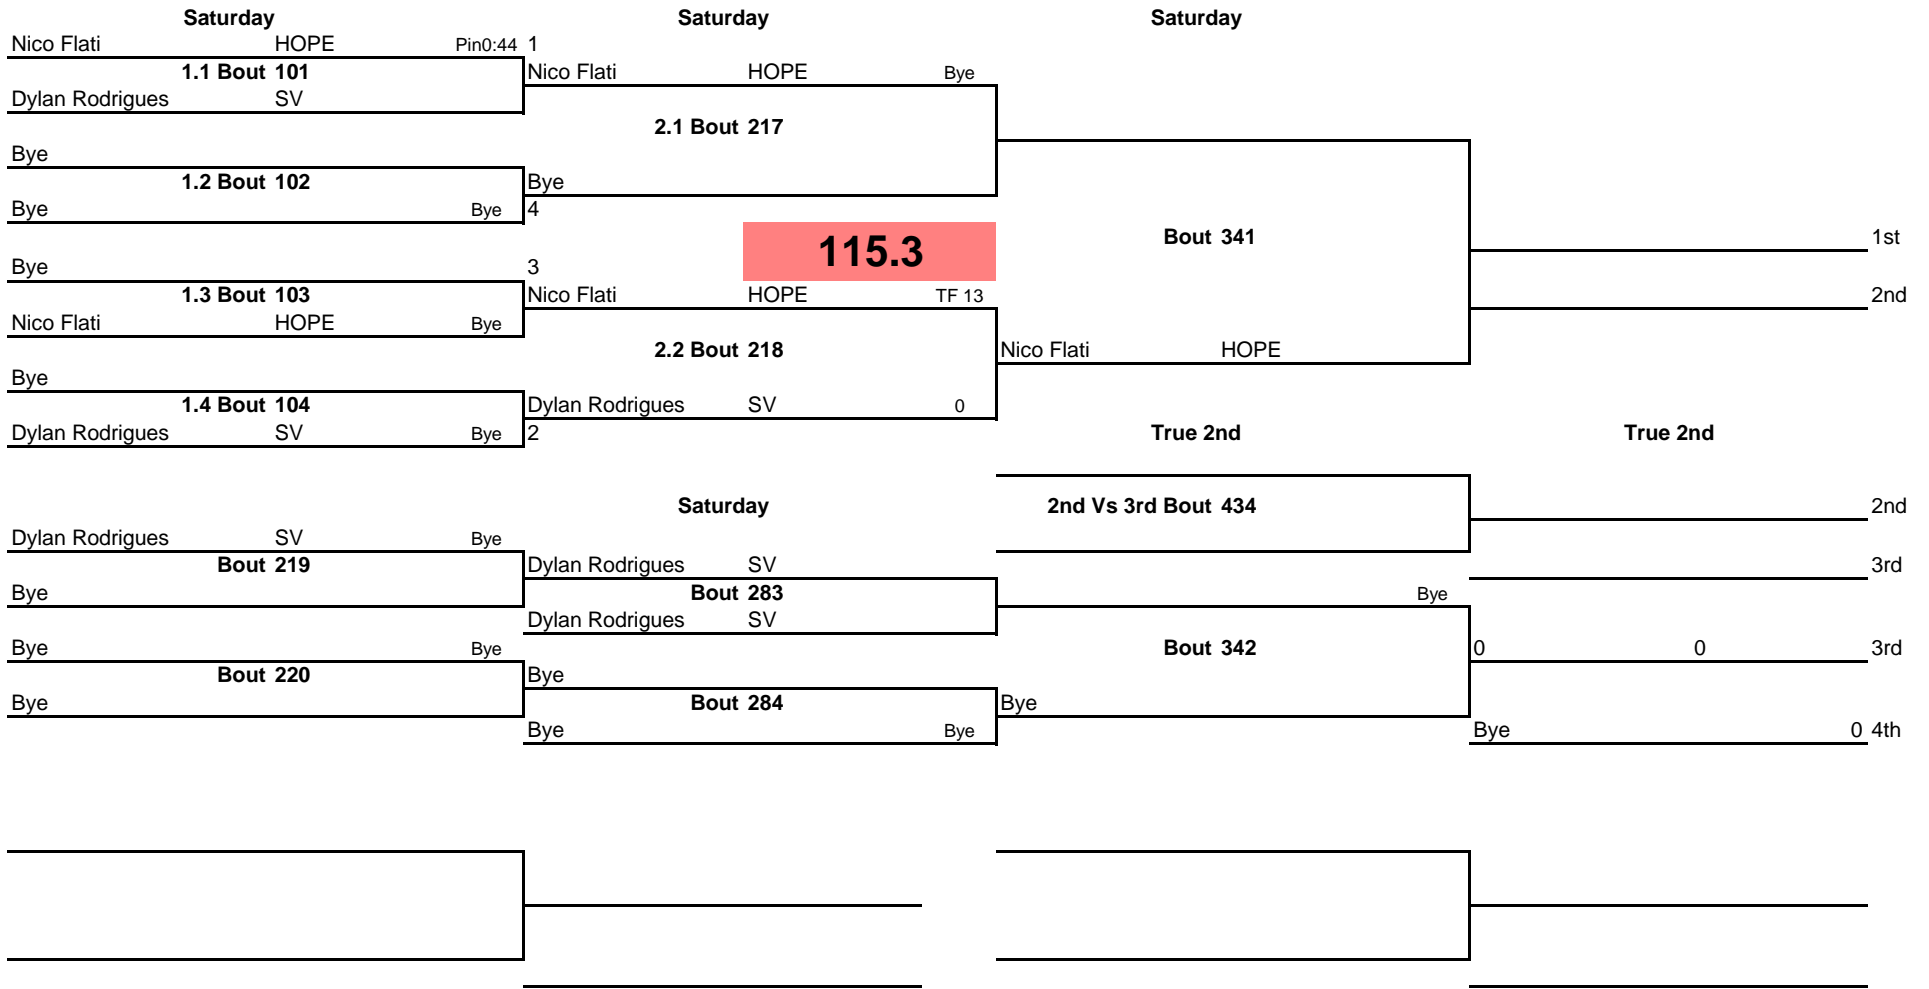 Saturday Saturday Saturday
Nico Flati HOPE Pin0:44 1
1.1 Bout 101 Nico Flati HOPE Bye
Dylan Rodrigues SV
2.1 Bout 217
Bye
1.2 Bout 102 Bye
Bye Bye 4
115.3 Bout 341 1st
Bye 3
1.3 Bout 103 Nico Flati HOPE TF 13 2nd
Nico Flati HOPE Bye
2.2 Bout 218 Nico Flati HOPE
Bye
1.4 Bout 104 Dylan Rodrigues SV 0
Dylan Rodrigues SV Bye 2 True 2nd True 2nd
Saturday 2nd Vs 3rd Bout 434 2nd
Dylan Rodrigues SV Bye
Bout 219 Dylan Rodrigues SV 3rd
Bye Bout 283 Bye
Dylan Rodrigues SV
Bye Bye Bout 342 0 0 3rd
Bout 220 Bye
Bye Bout 284 Bye
Bye Bye Bye 0 4th